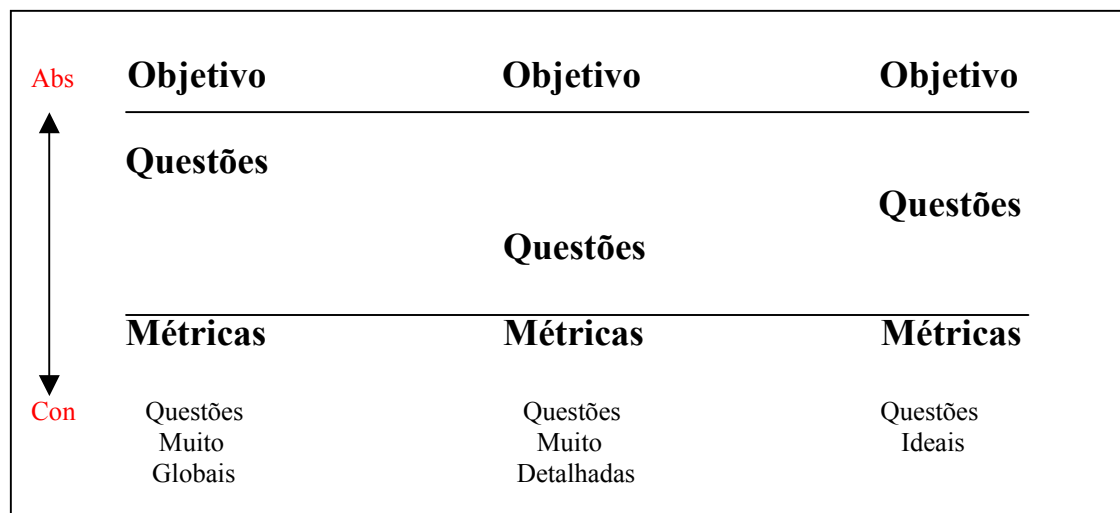 Abs Objetivo Objetivo Objetivo
Questões
Questões
Questões
Métricas Métricas Métricas
Con Questões Questões Questões
Muito Muito Ideais
Globais Detalhadas